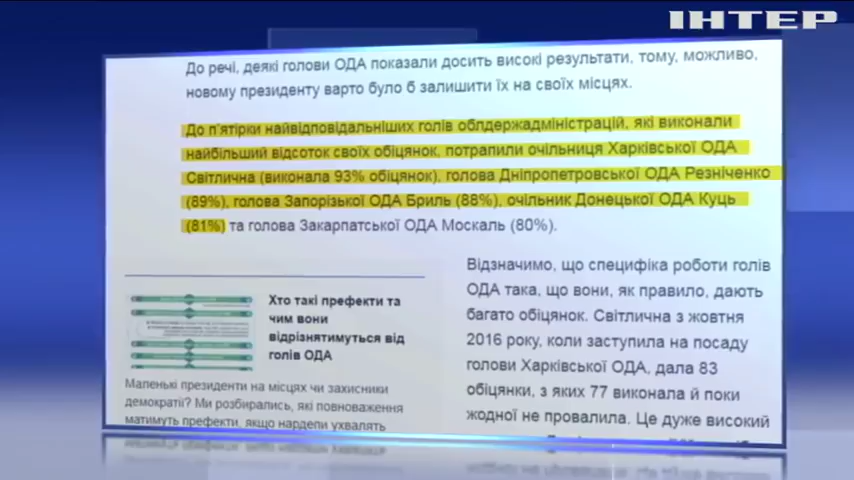 ІНТЕР
До речі, деякі голови ОДА показали досить високі результати, тому, можливо,
новому президенту варто було б залишити їх на своїх місцях.
До п'ятірки найвідповідальніших голів облдержадміністрацій, які виконали
найбільший відсоток своїх обіцянок, потрапили очільниця Харківської ОДА
Світлична (виконала 93% обіцянок), голова Дніпропетровської ОДА Резніченко
(89%), голова Запорізької ОДА Бриль (88%), очільник Донецької ОДА Куць
(81%) та голова Закарпатської ОДА Москаль (80%).
Хто такі префекти та
чим вони
відрізнятимуться від
голів ОДА
Маленькі президенти на місцях чи захисники
демократії? Ми розбирались, які повноваження
матимуть префекти, якщо нардепи ухвалять
Відзначимо, що специфіка роботи голів
ОДА така, що вони, як правило, дають
багато обіцянок. Світлична з жовтня
2016 року, коли заступила на посаду
голови Харківської ОДА, дала 83
обіцянки, з яких 77 виконала й поки
жодної не провалила. Це дуже високий